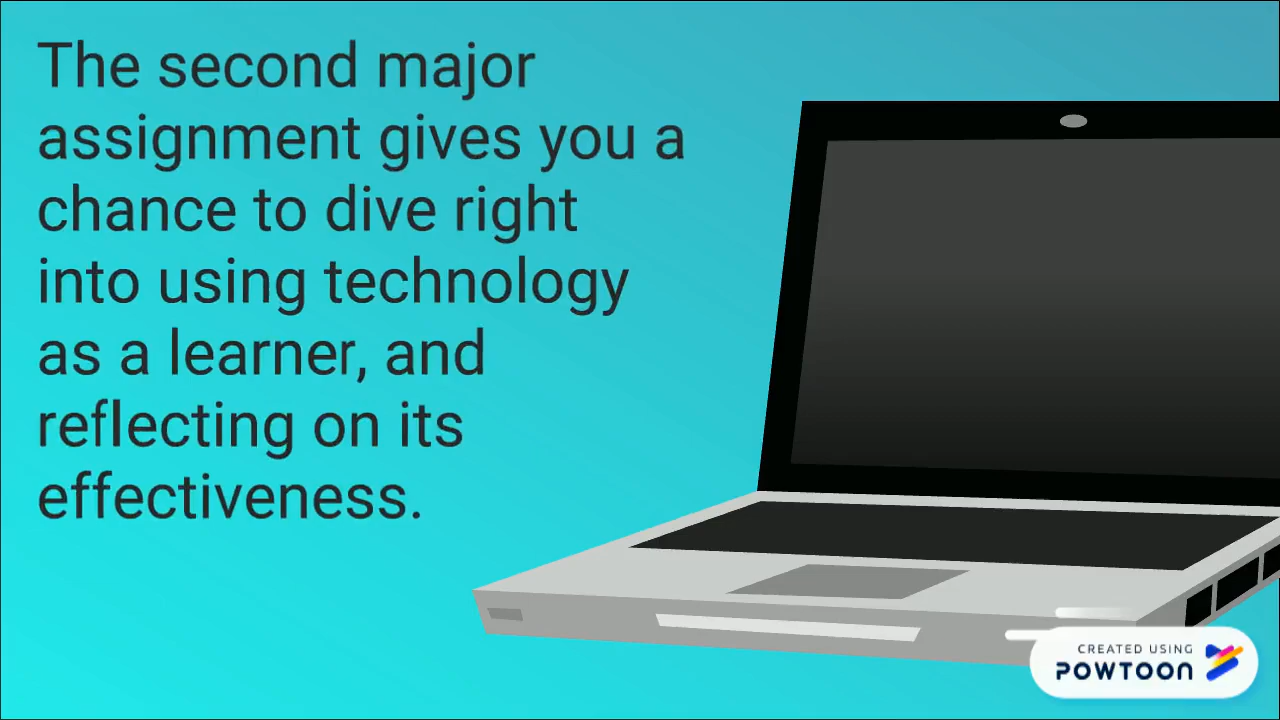 The second major
assignment gives you a
chance to dive right
into using technology
as a learner, and
reflecting on its
effectiveness.
CREATED USING
POWTOON